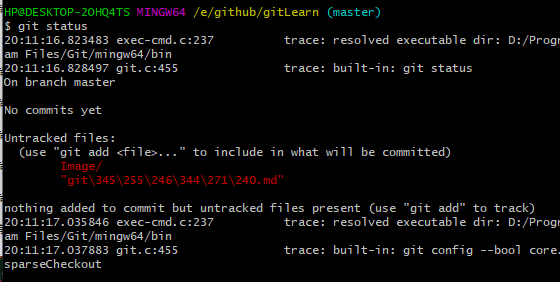 HP@DESKTOP-2OHQ4TS MINGW64 /e/github/gitLearn (master)
$ git status
20:11:16.823483 exec-cmd.c:237          trace: resolved executable dir: D:/Progr
am Files/Git/mingw64/bin
20:11:16.828497 git.c:455               trace: built-in: git status
On branch master
No commits yet
Untracked files:
  (use "git add <file>..." to include in what will be committed)
        Image/
        "git\345\255\246\344\271\240.md"
nothing added to commit but untracked files present (use "git add" to track)
20:11:17.035846 exec-cmd.c:237          trace: resolved executable dir: D:/Progr
am Files/Git/mingw64/bin
20:11:17.037883 git.c:455               trace: built-in: git config --bool core.
sparseCheckout